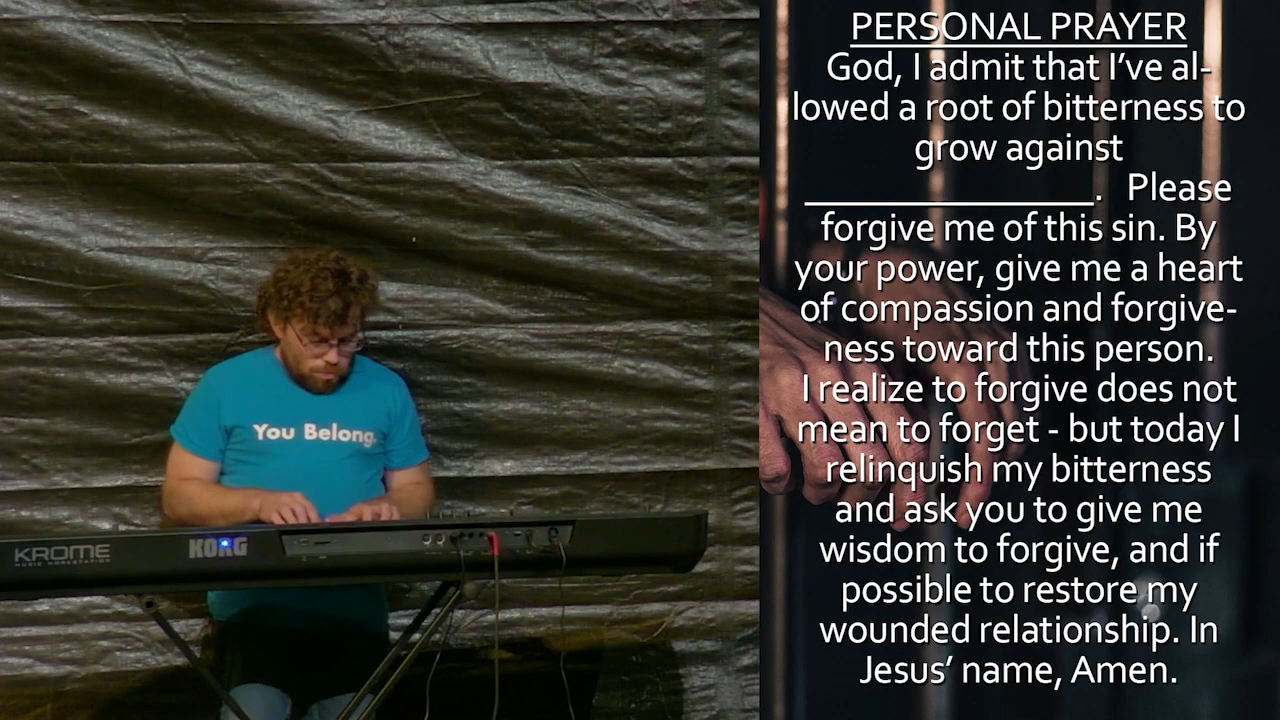 You Belong.
KROME
MUSIC WORKSTATION
KORG
PERSONAL PRAYER
God, I admit that I've al-
lowed a root of bitterness to
grow against
______________. Please
forgive me of this sin. By
your power, give me a heart
of compassion and forgive-
ness toward this person.
I realize to forgive does not
mean to forget - but today I
relinquish my bitterness
and ask you to give me
wisdom to forgive, and if
possible to restore my
wounded relationship. In
Jesus' name, Amen.